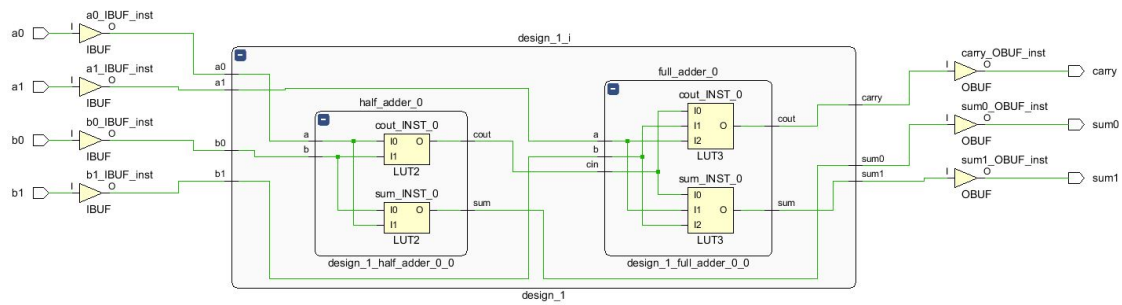 a0
I
a0_IBUF_inst
O
IBUF
a1
I
a1_IBUF_inst
O
IBUF
b0
I
b0_IBUF_inst
O
IBUF
b1
I
b1_IBUF_inst
O
IBUF
design_1_i
a0
a1
b0
b1
half_adder_0
a
b
cout_INST_0
I0
I1
O
LUT2
cout
sum_INST_0
I0
I1
O
LUT2
sum
design_1_half_adder_0_0
full_adder_0
a
b
cin
cout_INST_0
I0
I1
I2
O
LUT3
cout
sum_INST_0
I0
I1
I2
O
LUT3
sum
design_1_full_adder_0_0
carry
sum0
sum1
design_1
carry_OBUF_inst
I
O
OBUF
carry
sum0_OBUF_inst
I
O
OBUF
sum0
sum1_OBUF_inst
I
O
OBUF
sum1